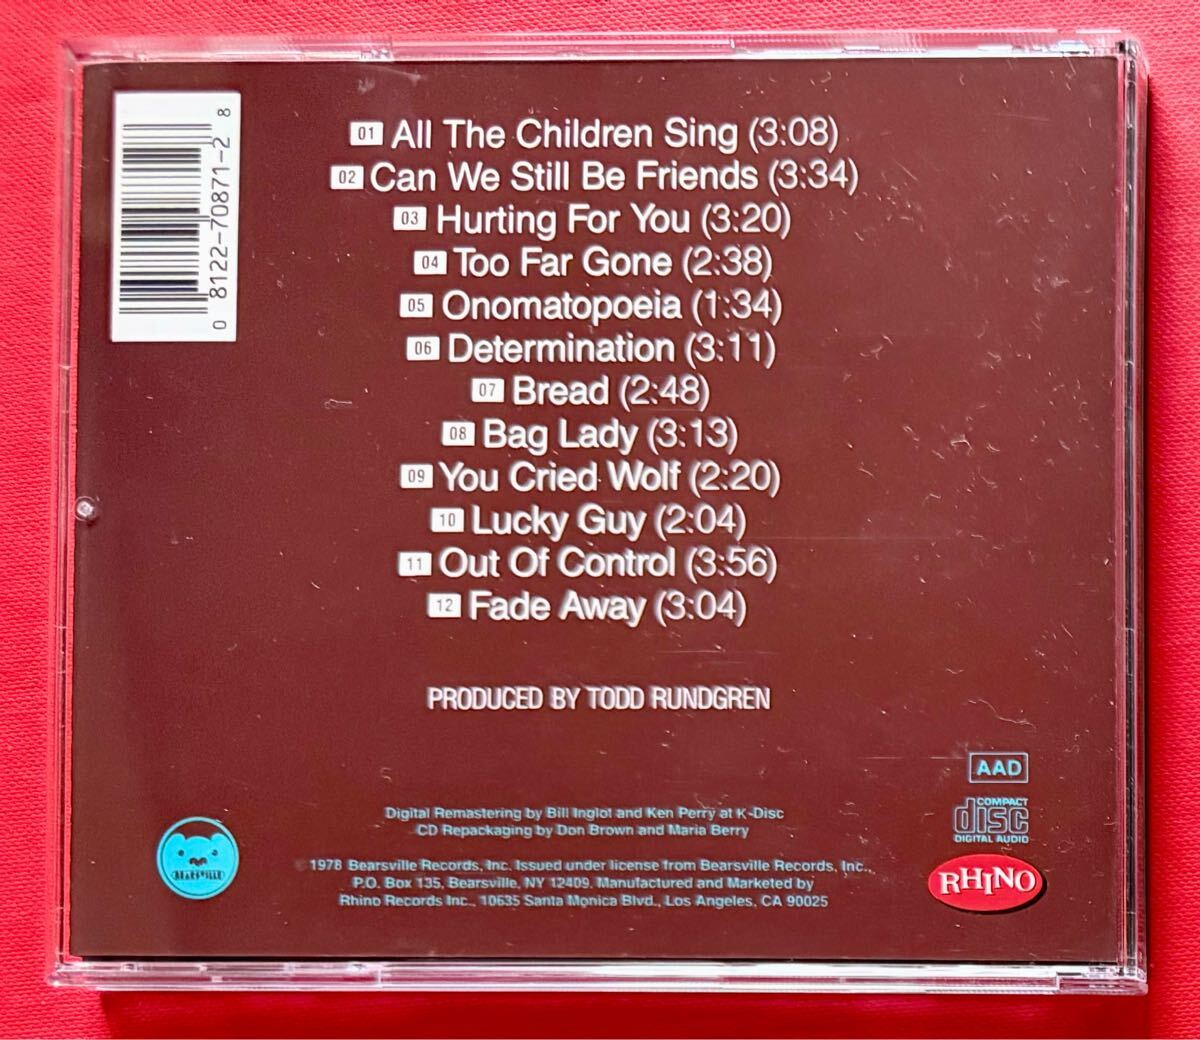 0 8122-70871-2 8
01 All The Children Sing (3:08)
02 Can We Still Be Friends (3:34)
03 Hurting For You (3:20)
04 Too Far Gone (2:38)
05 Onomatopoeia (1:34)
06 Determination (3:11)
07 Bread (2:48)
08 Bag Lady (3:13)
09 You Cried Wolf (2:20)
10 Lucky Guy (2:04)
11 Out Of Control (3:56)
12 Fade Away (3:04)
PRODUCED BY TODD RUNDGREN
AAD
COMPACT
disc
DIGITAL AUDIO
Digital Remastering by Bill Inglot and Ken Perry at K-Disc
CD Repackaging by Don Brown and Maria Berry
BEARSVILLE
© 1978 Bearsville Records, Inc. Issued under license from Bearsville Records, Inc.,
P.O. Box 135, Bearsville, NY 12409. Manufactured and Marketed by
Rhino Records Inc., 10635 Santa Monica Blvd., Los Angeles, CA 90025
RHINO